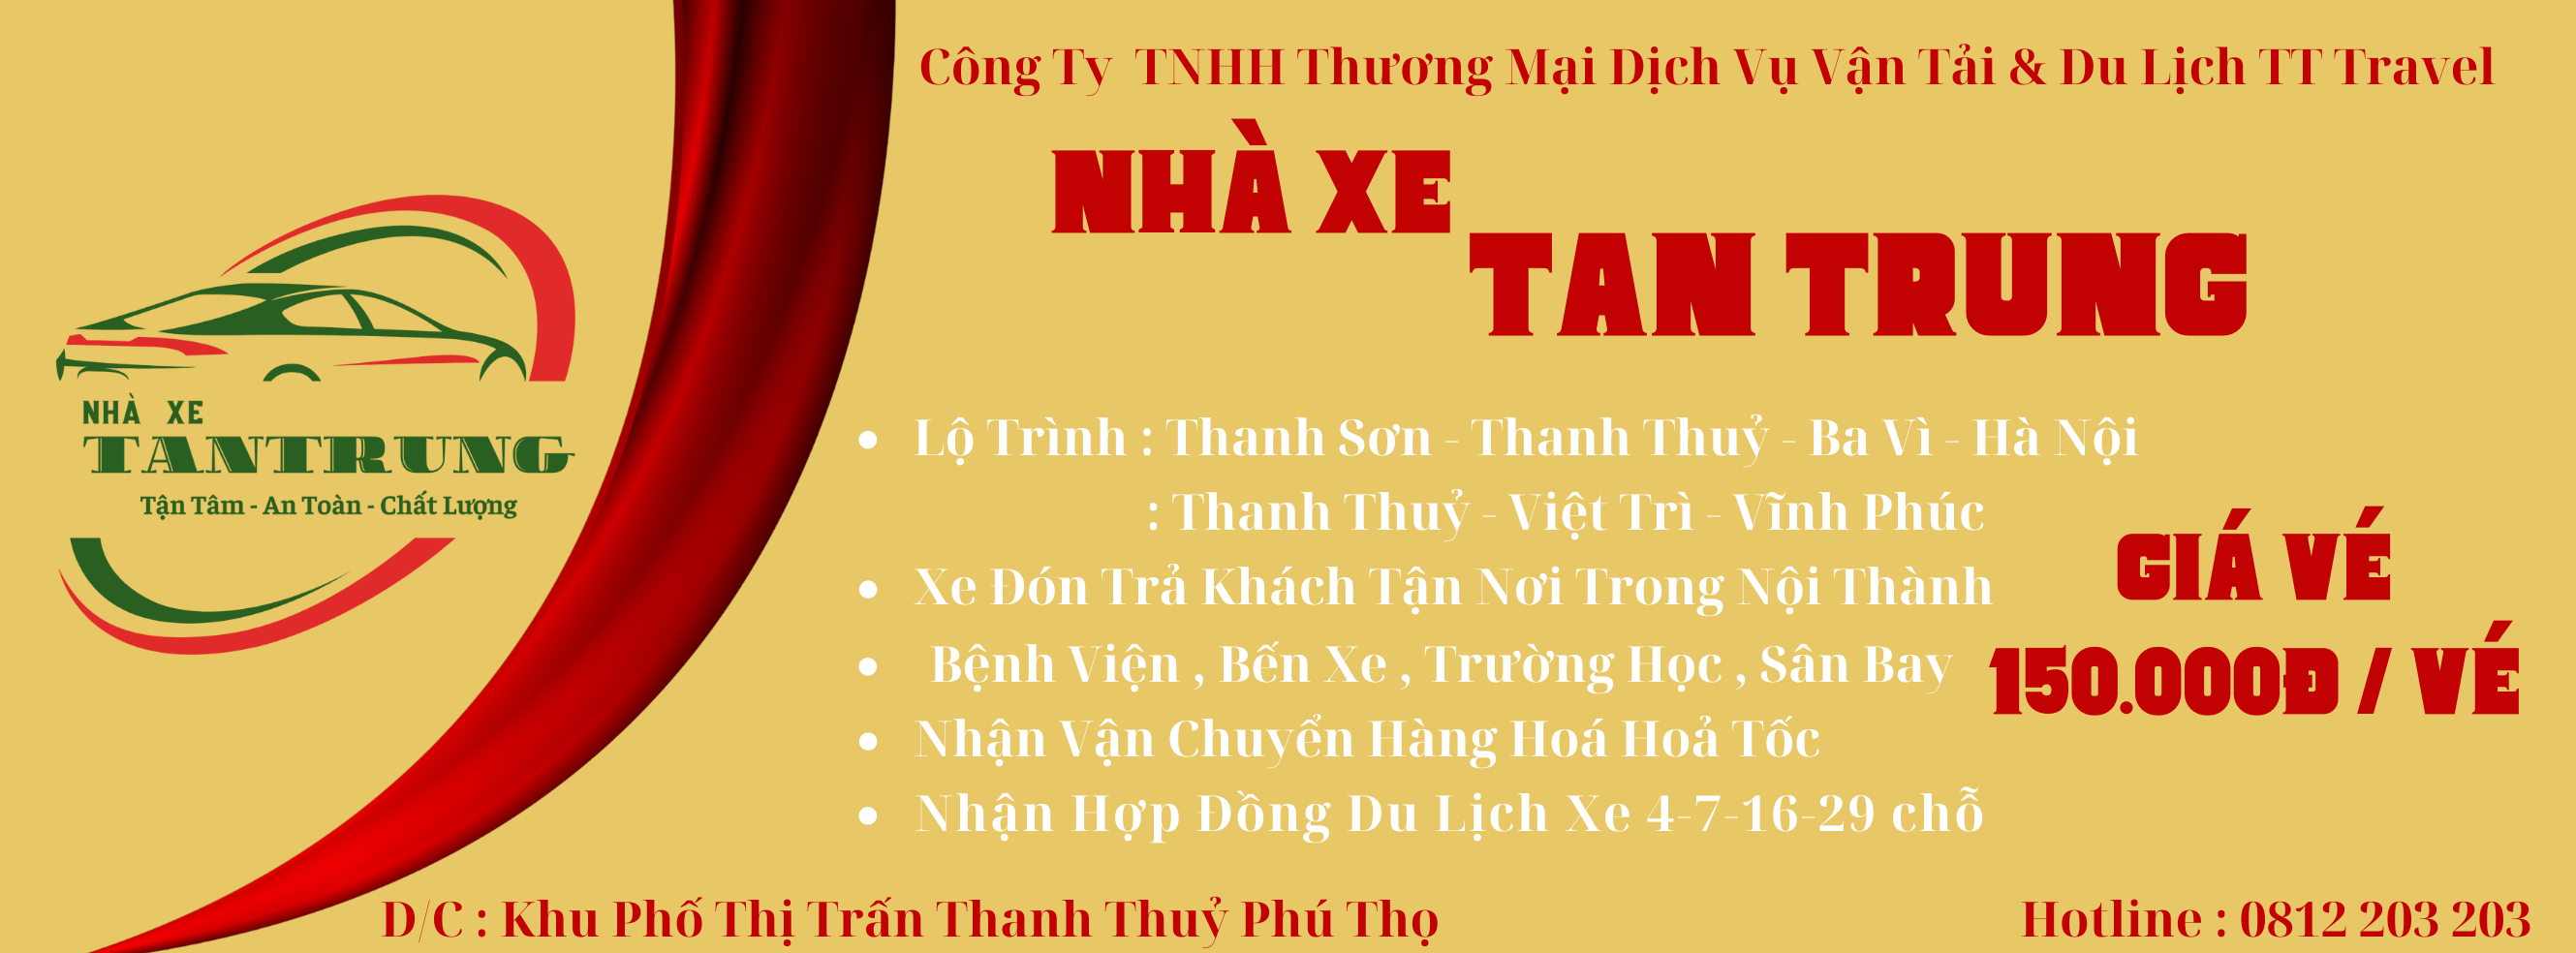 Công Ty TNHH Thương Mại Dịch Vụ Vận Tải & Du Lịch TT Travel
NHÀ XE
TAN TRUNG
NHÀ XE
TANTRUNG
Tận Tâm - An Toàn - Chất Lượng
• Lộ Trình : Thanh Sơn - Thanh Thuỷ - Ba Vì - Hà Nội
: Thanh Thuỷ - Việt Trì - Vĩnh Phúc
• Xe Đón Trả Khách Tận Nơi Trong Nội Thành
• Bệnh Viện , Bến Xe , Trường Học , Sân Bay
• Nhận Vận Chuyển Hàng Hoá Hoả Tốc
• Nhận Hợp Đồng Du Lịch Xe 4-7-16-29 chỗ
GIÁ VÉ
150.000Đ / VÉ
D/C : Khu Phố Thị Trấn Thanh Thuỷ Phú Thọ
Hotline : 0812 203 203